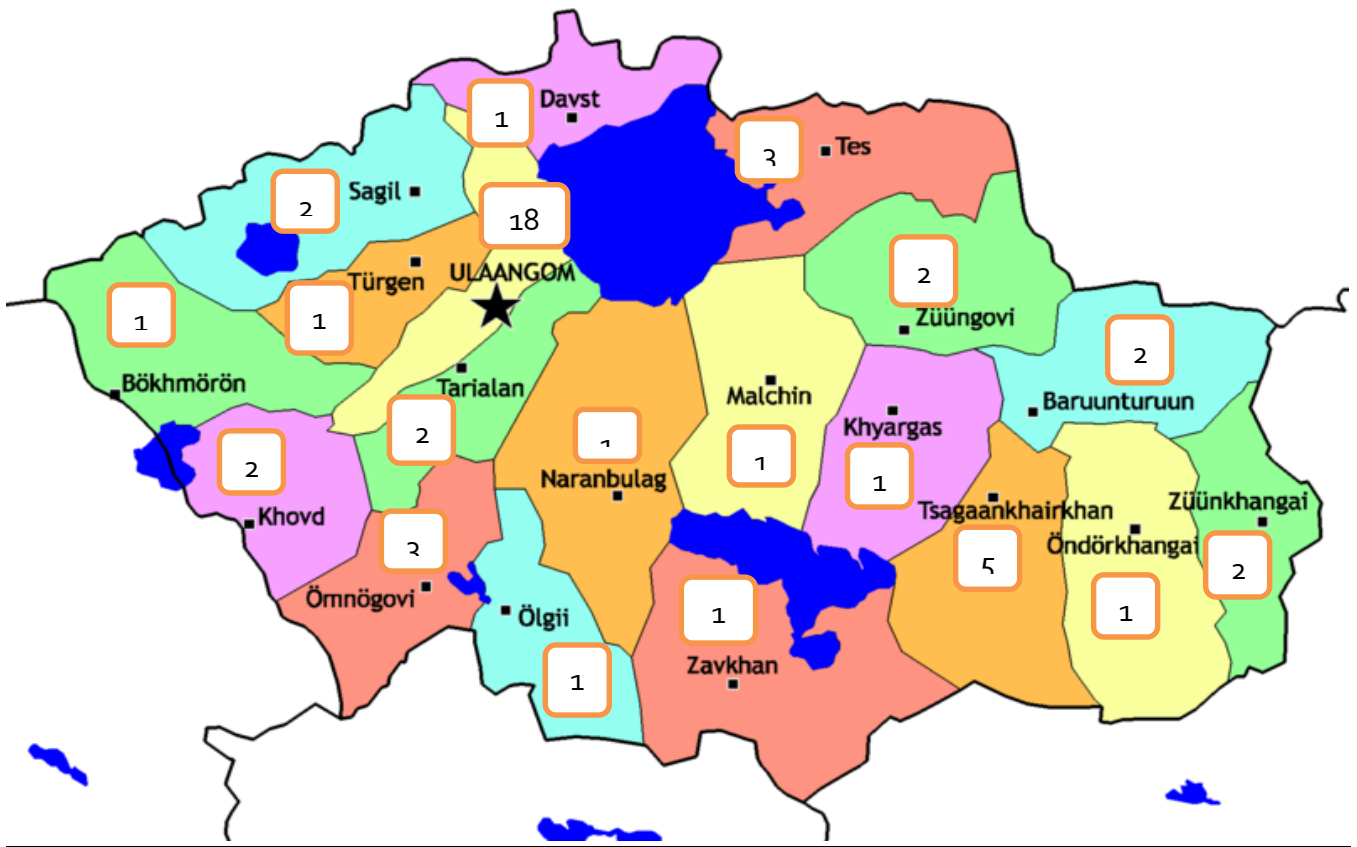 Davst
1
Tes
3
Sagil
2
18
Türgen
ULAANGOM
2
Züüngovi
1
1
Bökhmörön
Tarialan
2
Baruunturuun
Malchin
Khyargas
2
1
1
1
2
Khovd
Naranbulag
Tsagaankhairkhan
Züünkhangai
Öndörkhangai
3
5
2
Ömnögovi
Ölgii
1
1
Zavkhan
1